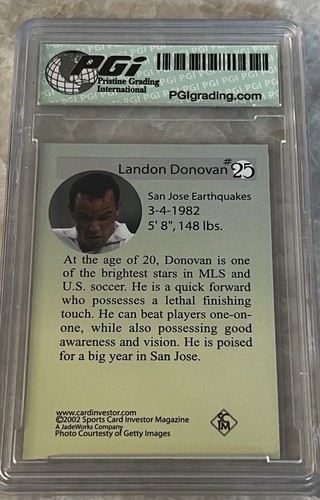 PGi
Pristine Grading
International
PGIgrading.com
Landon Donovan #25
San Jose Earthquakes
3-4-1982
5' 8", 148 lbs.
At the age of 20, Donovan is one
of the brightest stars in MLS and
U.S. soccer. He is a quick forward
who possesses a lethal finishing
touch. He can beat players one-on-
one, while also possessing good
awareness and vision. He is poised
for a big year in San Jose.
www.cardinvestor.com
©2002 Sports Card Investor Magazine
A JadeWorks Company
Photo Courtesy of Getty Images